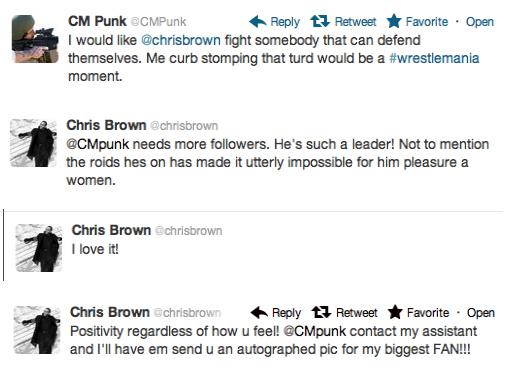 CM Punk @CMPunk Reply Retweet Favorite · Open
I would like @chrisbrown fight somebody that can defend
themselves. Me curb stomping that turd would be a #wrestlemania
moment.
Chris Brown @chrisbrown
@CMpunk needs more followers. He's such a leader! Not to mention
the roids hes on has made it utterly impossible for him pleasure a
women.
Chris Brown @chrisbrown
I love it!
Chris Brown @chrisbrown Reply Retweet Favorite · Open
Positivity regardless of how u feel! @CMpunk contact my assistant
and I'll have em send u an autographed pic for my biggest FAN!!!